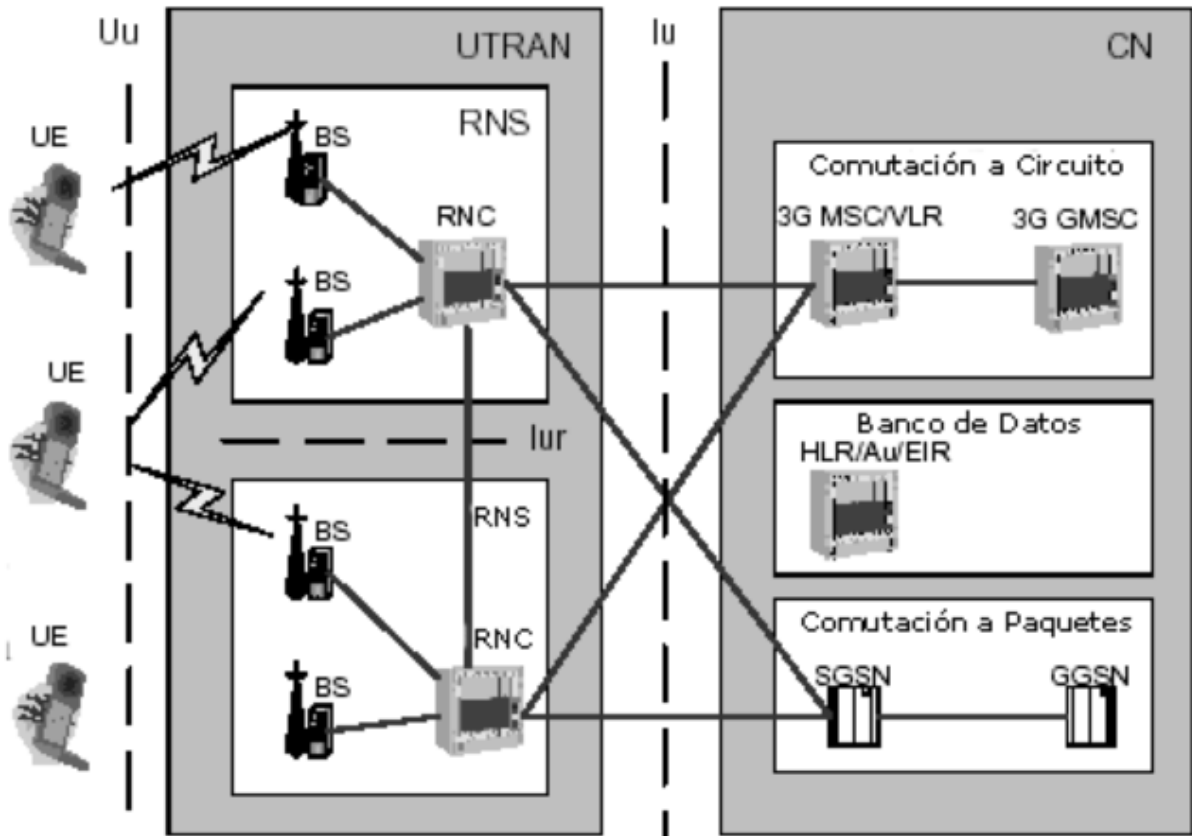 Uu
UTRAN
Iu
CN
UE
BS
RNS
RNC
BS
Comutación a Circuito
3G MSC/VLR
3G GMSC
UE
Iur
Banco de Datos
HLR/Au/EIR
BS
RNS
RNC
Comutación a Paquetes
UE
BS
SGSN
GGSN